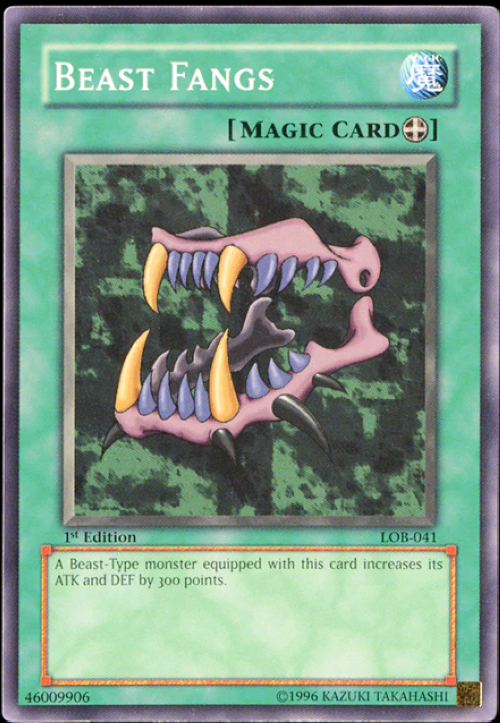 BEAST FANGS
魔
[MAGIC CARD]
1st Edition
LOB-041
A Beast-Type monster equipped with this card increases its
ATK and DEF by 300 points.
46009906
©1996 KAZUKI TAKAHASHI